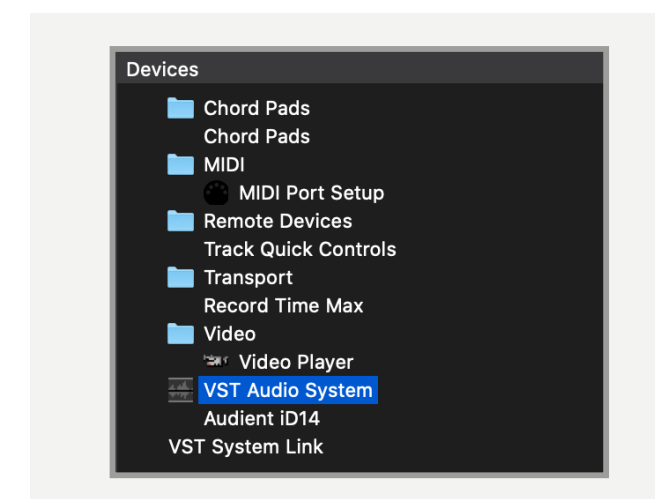 Devices
Chord Pads
Chord Pads
MIDI
MIDI Port Setup
Remote Devices
Track Quick Controls
Transport
Record Time Max
Video
Video Player
VST Audio System
Audient iD14
VST System Link